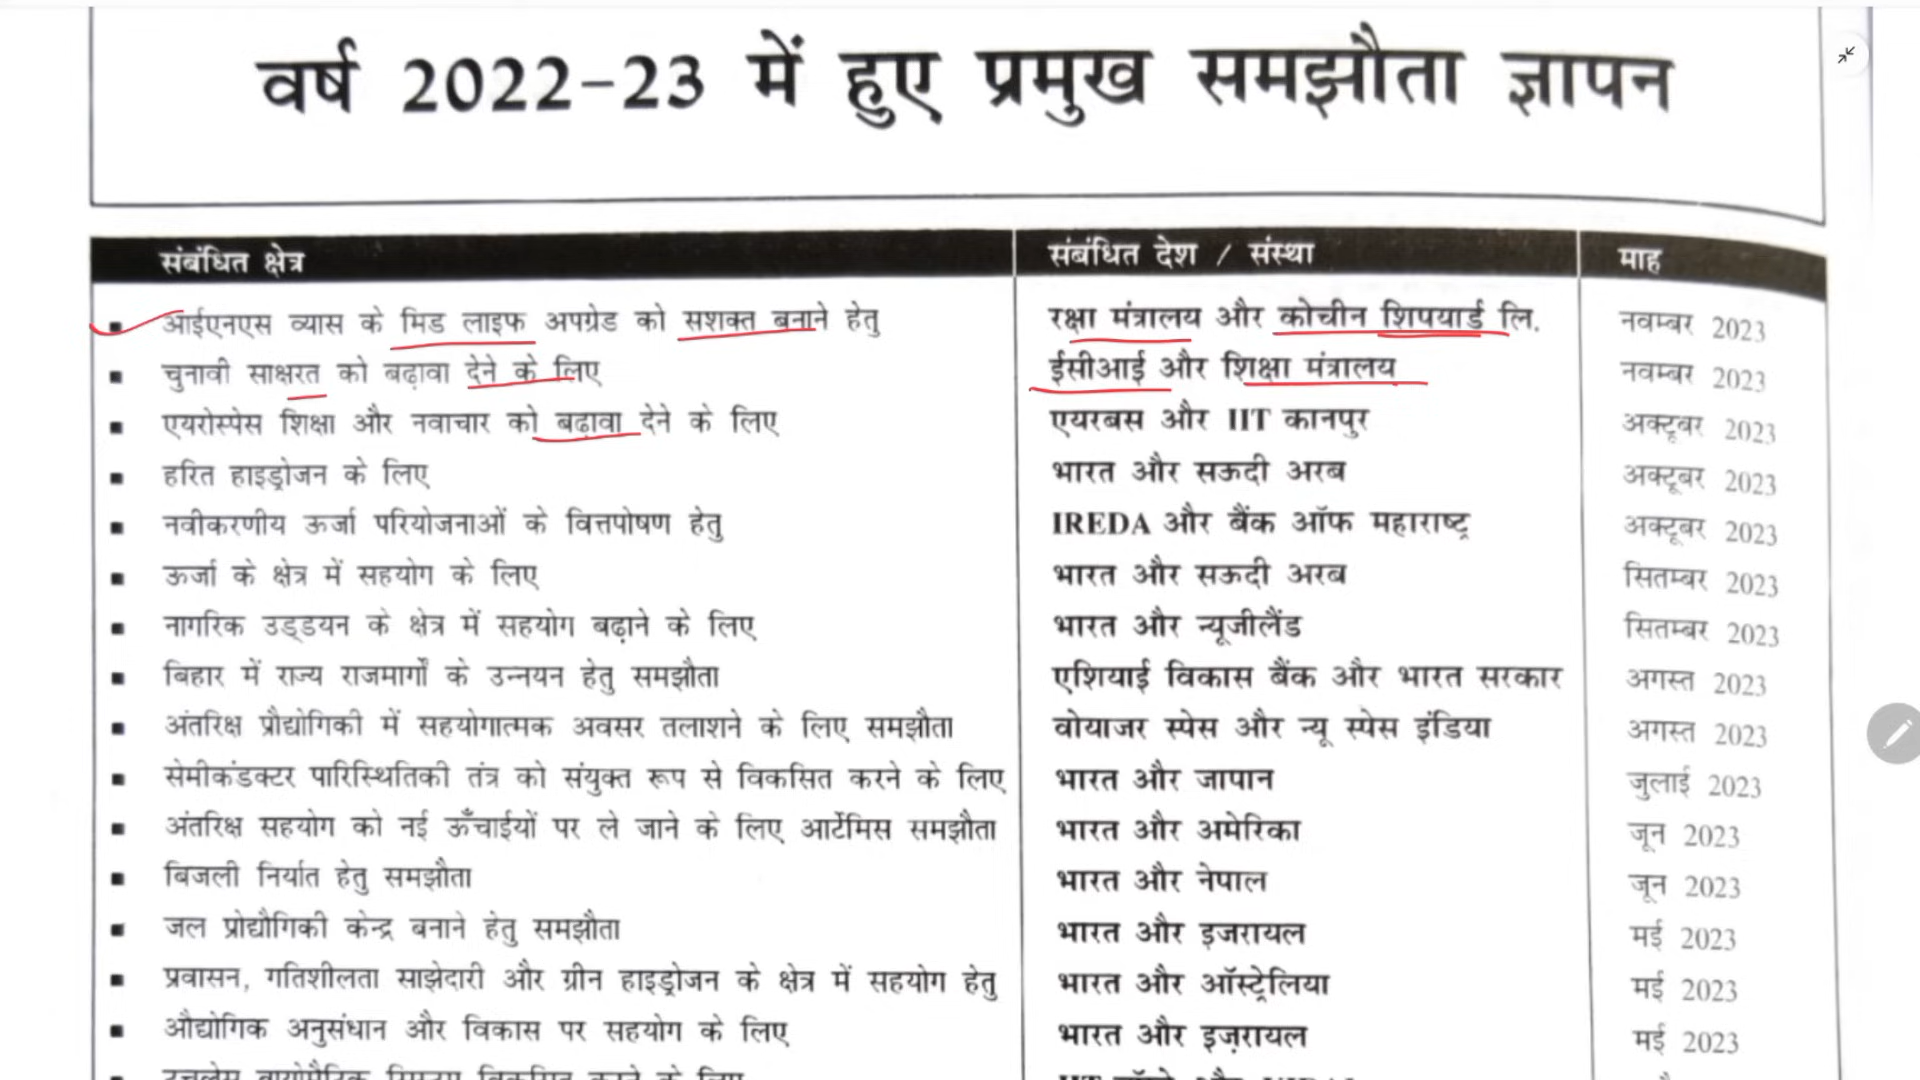 वर्ष 2022-23 में हुए प्रमुख समझौता ज्ञापन
संबंधित क्षेत्र संबंधित देश / संस्था माह
▪ आईएनएस व्यास के मिड लाइफ अपग्रेड को सशक्त बनाने हेतु रक्षा मंत्रालय और कोचीन शिपयार्ड लि. नवम्बर 2023
▪ चुनावी साक्षरत को बढ़ावा देने के लिए ईसीआई और शिक्षा मंत्रालय नवम्बर 2023
▪ एयरोस्पेस शिक्षा और नवाचार को बढ़ावा देने के लिए एयरबस और IIT कानपुर अक्टूबर 2023
▪ हरित हाइड्रोजन के लिए भारत और सऊदी अरब अक्टूबर 2023
▪ नवीकरणीय ऊर्जा परियोजनाओं के वित्तपोषण हेतु IREDA और बैंक ऑफ महाराष्ट्र अक्टूबर 2023
▪ ऊर्जा के क्षेत्र में सहयोग के लिए भारत और सऊदी अरब सितम्बर 2023
▪ नागरिक उड्डयन के क्षेत्र में सहयोग बढ़ाने के लिए भारत और न्यूजीलैंड सितम्बर 2023
▪ बिहार में राज्य राजमार्गों के उन्नयन हेतु समझौता एशियाई विकास बैंक और भारत सरकार अगस्त 2023
▪ अंतरिक्ष प्रौद्योगिकी में सहयोगात्मक अवसर तलाशने के लिए समझौता वोयाजर स्पेस और न्यू स्पेस इंडिया अगस्त 2023
▪ सेमीकंडक्टर पारिस्थितिकी तंत्र को संयुक्त रूप से विकसित करने के लिए भारत और जापान जुलाई 2023
▪ अंतरिक्ष सहयोग को नई ऊँचाईयों पर ले जाने के लिए आर्टेमिस समझौता भारत और अमेरिका जून 2023
▪ बिजली निर्यात हेतु समझौता भारत और नेपाल जून 2023
▪ जल प्रोद्यौगिकी केन्द्र बनाने हेतु समझौता भारत और इजरायल मई 2023
▪ प्रवासन, गतिशीलता साझेदारी और ग्रीन हाइड्रोजन के क्षेत्र में सहयोग हेतु भारत और ऑस्ट्रेलिया मई 2023
▪ औद्योगिक अनुसंधान और विकास पर सहयोग के लिए भारत और इज़रायल मई 2023